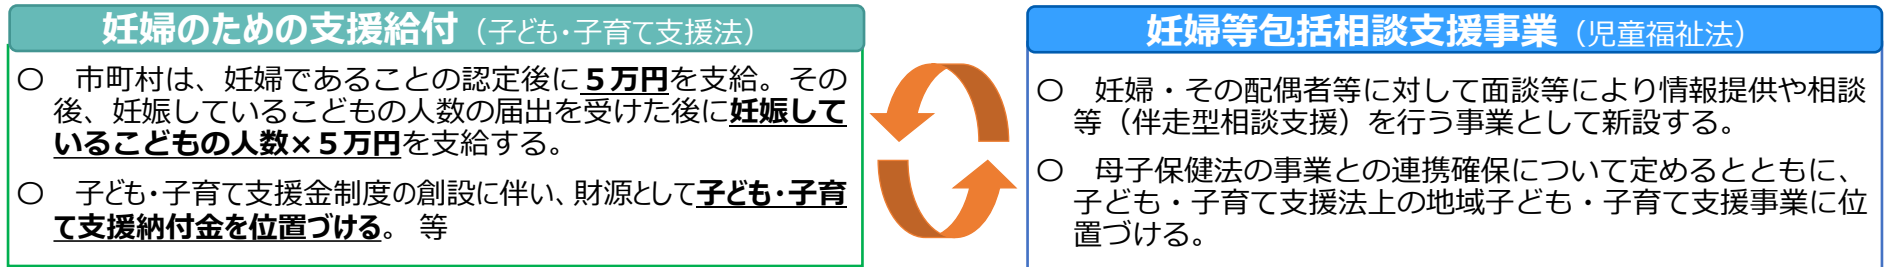 妊婦のための支援給付（子ども・子育て支援法）
〇　市町村は、妊婦であることの認定後に５万円を支給。その
後、妊娠しているこどもの人数の届出を受けた後に妊娠して
いるこどもの人数×５万円を支給する。
〇　子ども・子育て支援金制度の創設に伴い、財源として子ども・子育
て支援納付金を位置づける。 等
妊婦等包括相談支援事業（児童福祉法）
〇　妊婦・その配偶者等に対して面談等により情報提供や相談
等（伴走型相談支援）を行う事業として新設する。
〇　母子保健法の事業との連携確保について定めるとともに、
子ども・子育て支援法上の地域子ども・子育て支援事業に位
置づける。